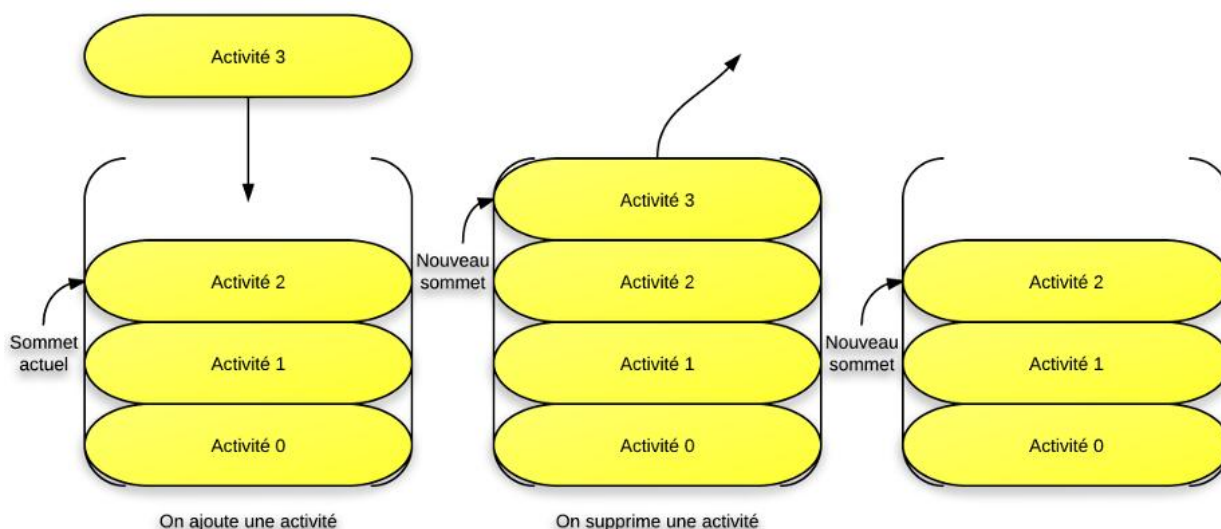 Activité 3
Activité 2
Sommet
actuel
Activité 1
Activité 0
On ajoute une activité
Activité 3
Nouveau
sommet
Activité 2
Activité 1
Activité 0
On supprime une activité
Activité 2
Nouveau
sommet
Activité 1
Activité 0